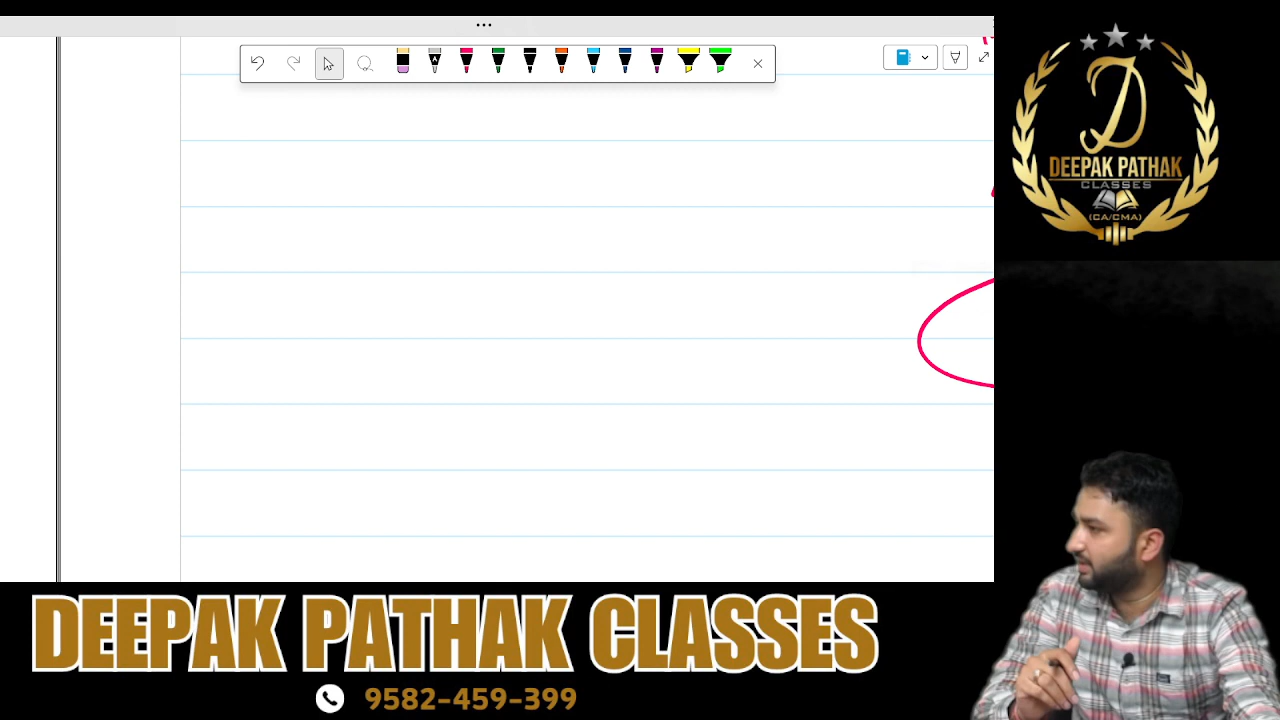 D
DEEPAK PATHAK
CLASSES
(CA/CMA)
DEEPAK PATHAK CLASSES
9582-459-399